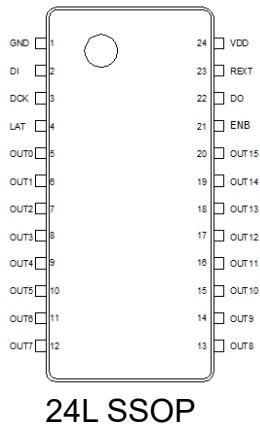 GND 1 24 VDD
DI 2 23 REXT
DCK 3 22 DO
LAT 4 21 ENB
OUT0 5 20 OUT15
OUT1 6 19 OUT14
OUT2 7 18 OUT13
OUT3 8 17 OUT12
OUT4 9 16 OUT11
OUT5 10 15 OUT10
OUT6 11 14 OUT9
OUT7 12 13 OUT8
24L SSOP